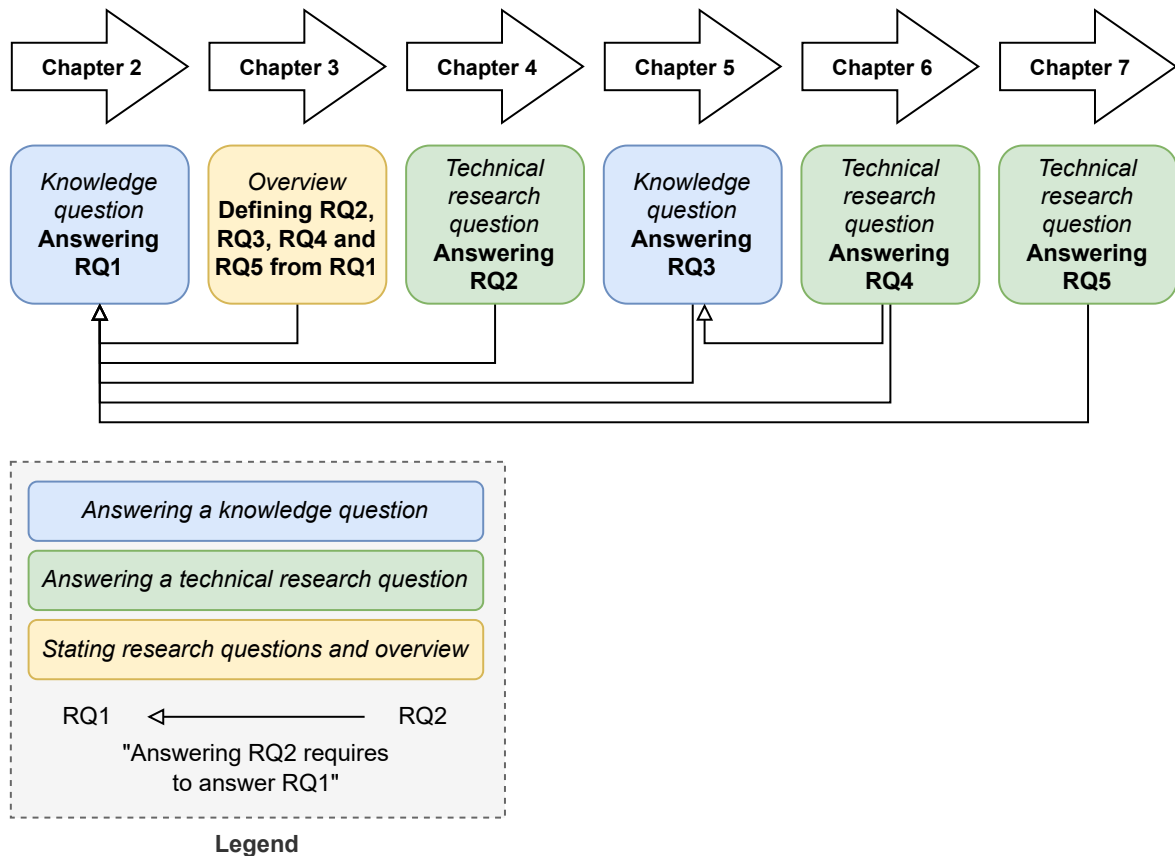 Chapter 2
Chapter 3
Chapter 4
Chapter 5
Chapter 6
Chapter 7
Knowledge
question
Answering
RQ1
Overview
Defining RQ2,
RQ3, RQ4 and
RQ5 from RQ1
Technical
research
question
Answering
RQ2
Knowledge
question
Answering
RQ3
Technical
research
question
Answering
RQ4
Technical
research
question
Answering
RQ5
Answering a knowledge question
Answering a technical research question
Stating research questions and overview
RQ1 RQ2
"Answering RQ2 requires
to answer RQ1"
Legend